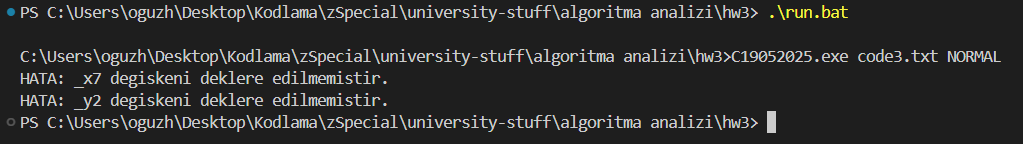 PS C:\Users\oguzh\Desktop\Kodlama\zSpecial\university-stuff\algoritma analizi\hw3> .\run.bat
C:\Users\oguzh\Desktop\Kodlama\zSpecial\university-stuff\algoritma analizi\hw3>C19052025.exe code3.txt NORMAL
HATA: _x7 degiskeni deklere edilmemistir.
HATA: _y2 degiskeni deklere edilmemistir.
PS C:\Users\oguzh\Desktop\Kodlama\zSpecial\university-stuff\algoritma analizi\hw3>